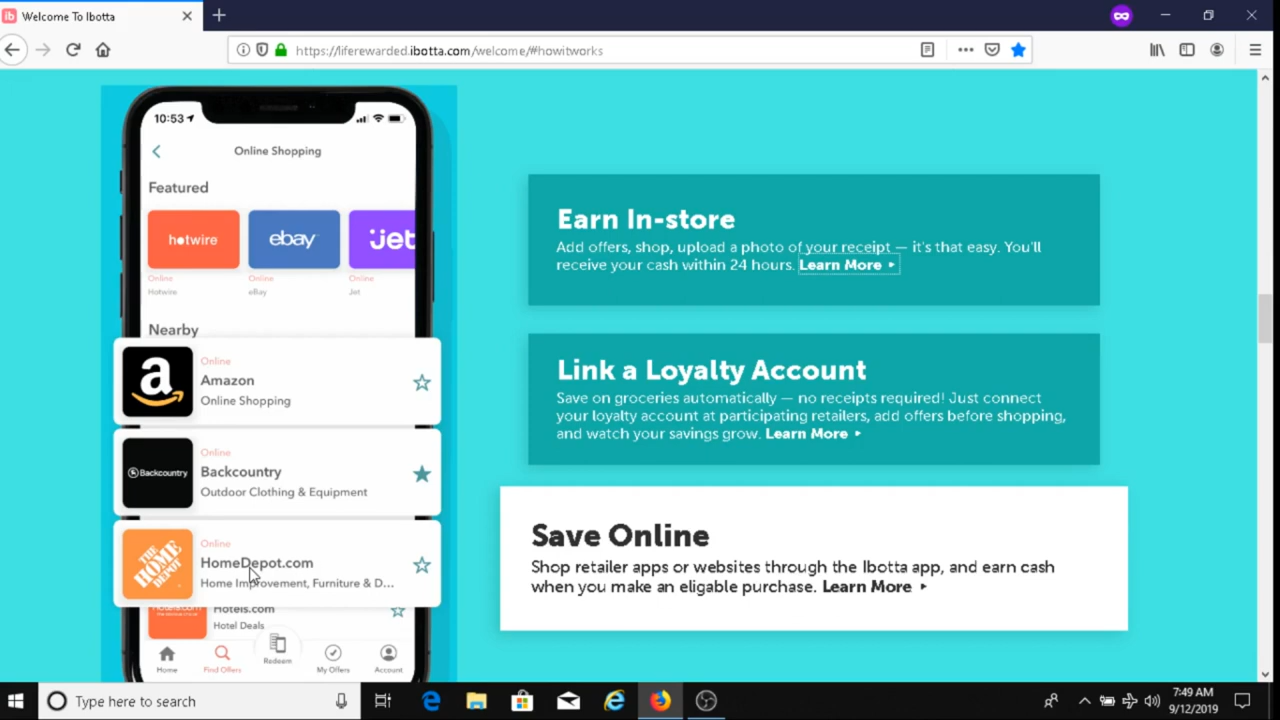 Welcome To Ibotta
https://liferewarded.ibotta.com/welcome/#howitworks
10:53
Online Shopping
Featured
hotwire
ebay
Jet
Online
Online
Online
Hotwire
eBay
Jet
Nearby
a
Online
Amazon
Online Shopping
Backcountry
Online
Backcountry
Outdoor Clothing & Equipment
THE HOME DEPOT
Online
HomeDepot.com
Home Improvement, Furniture & D...
Hotels.com
Hotels.com
Hotel Deals
Home
Find Offers
Redeem
My Offers
Account
Earn In-store
Add offers, shop, upload a photo of your receipt — it's that easy. You'll
receive your cash within 24 hours. Learn More ▸
Link a Loyalty Account
Save on groceries automatically — no receipts required! Just connect
your loyalty account at participating retailers, add offers before shopping,
and watch your savings grow. Learn More ▸
Save Online
Shop retailer apps or websites through the Ibotta app, and earn cash
when you make an eligable purchase. Learn More ▸
Type here to search
7:49 AM
9/12/2019